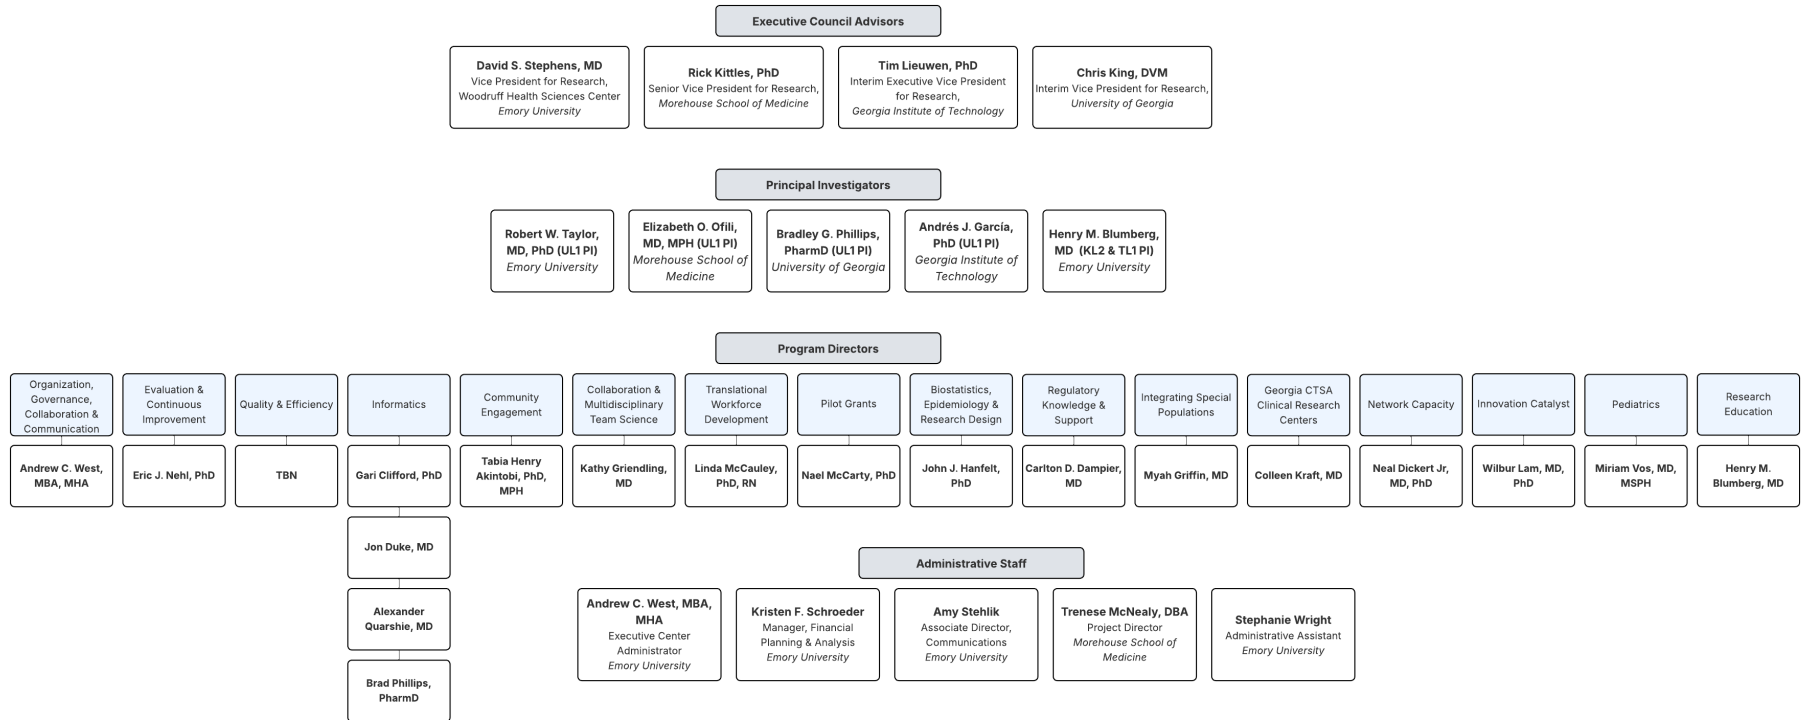 Executive Council Advisors
David S. Stephens, MD
Vice President for Research,
Woodruff Health Sciences Center
Emory University
Rick Kittles, PhD
Senior Vice President for Research,
Morehouse School of Medicine
Tim Lieuwen, PhD
Interim Executive Vice President
for Research,
Georgia Institute of Technology
Chris King, DVM
Interim Vice President for Research,
University of Georgia
Principal Investigators
Robert W. Taylor,
MD, PhD (UL1 PI)
Emory University
Elizabeth O. Ofili,
MD, MPH (UL1 PI)
Morehouse School of
Medicine
Bradley G. Phillips,
PharmD (UL1 PI)
University of Georgia
Andrés J. García,
PhD (UL1 PI)
Georgia Institute of
Technology
Henry M. Blumberg,
MD (KL2 & TL1 PI)
Emory University
Program Directors
Organization,
Governance,
Collaboration &
Communication
Evaluation &
Continuous
Improvement
Quality & Efficiency
Informatics
Community
Engagement
Collaboration &
Multidisciplinary
Team Science
Translational
Workforce
Development
Pilot Grants
Biostatistics,
Epidemiology &
Research Design
Regulatory
Knowledge &
Support
Integrating Special
Populations
Georgia CTSA
Clinical Research
Centers
Network Capacity
Innovation Catalyst
Pediatrics
Research
Education
Andrew C. West,
MBA, MHA
Eric J. Nehl, PhD
TBN
Gari Clifford, PhD
Tabia Henry
Akintobi, PhD,
MPH
Kathy Griendling,
MD
Linda McCauley,
PhD, RN
Nael McCarty, PhD
John J. Hanfelt,
PhD
Carlton D. Dampier,
MD
Myah Griffin, MD
Colleen Kraft, MD
Neal Dickert Jr,
MD, PhD
Wilbur Lam, MD,
PhD
Miriam Vos, MD,
MSPH
Henry M.
Blumberg, MD
Jon Duke, MD
Alexander
Quarshie, MD
Brad Phillips,
PharmD
Administrative Staff
Andrew C. West, MBA,
MHA
Executive Center
Administrator
Emory University
Kristen F. Schroeder
Manager, Financial
Planning & Analysis
Emory University
Amy Stehlik
Associate Director,
Communications
Emory University
Trenese McNealy, DBA
Project Director
Morehouse School of
Medicine
Stephanie Wright
Administrative Assistant
Emory University